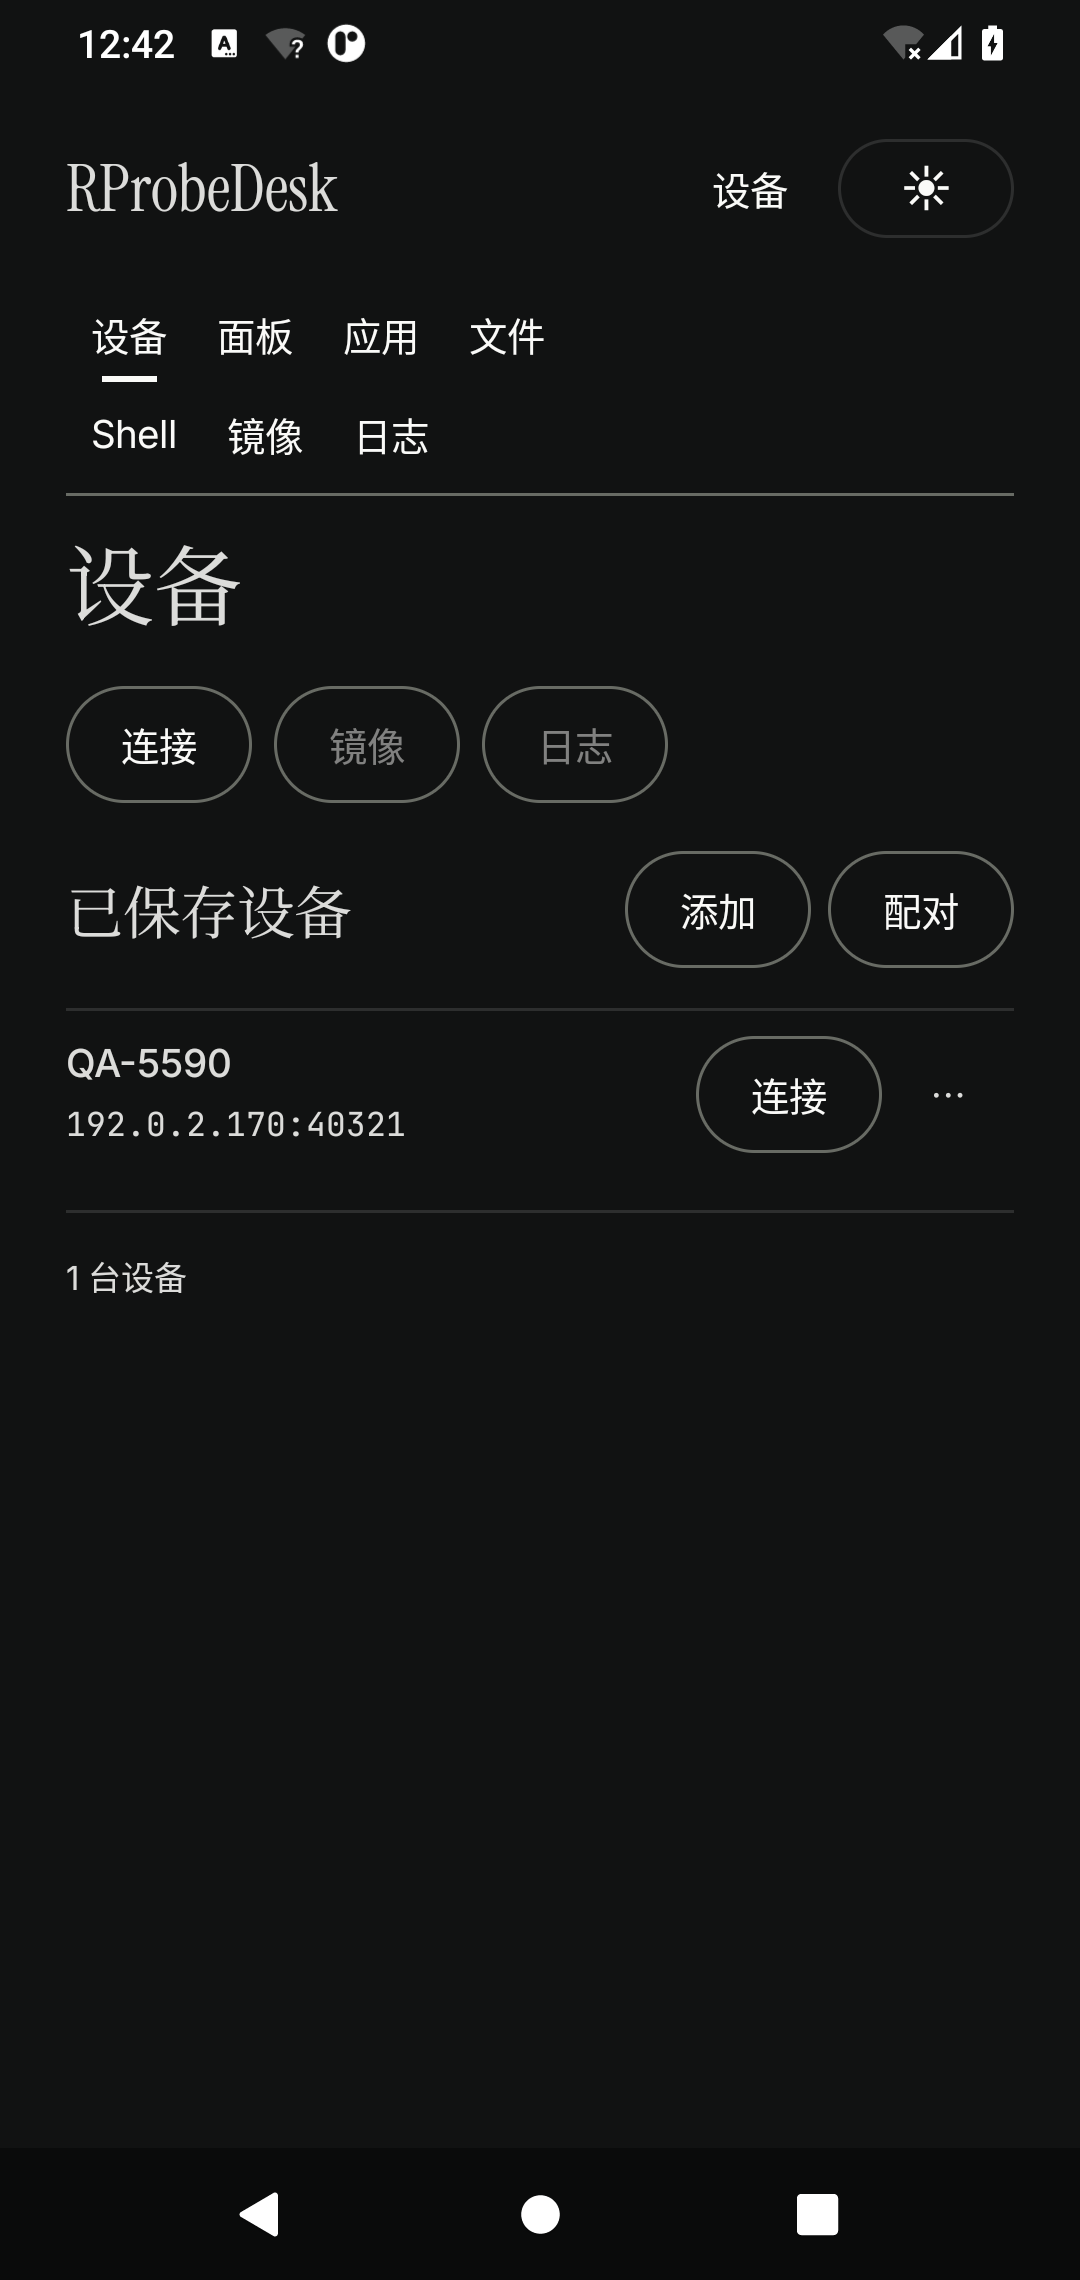 12:42
RProbeDesk
设备
设备 面板 应用 文件
Shell 镜像 日志
设备
连接 镜像 日志
已保存设备 添加 配对
QA-5590
192.0.2.170:40321
连接 ...
1 台设备